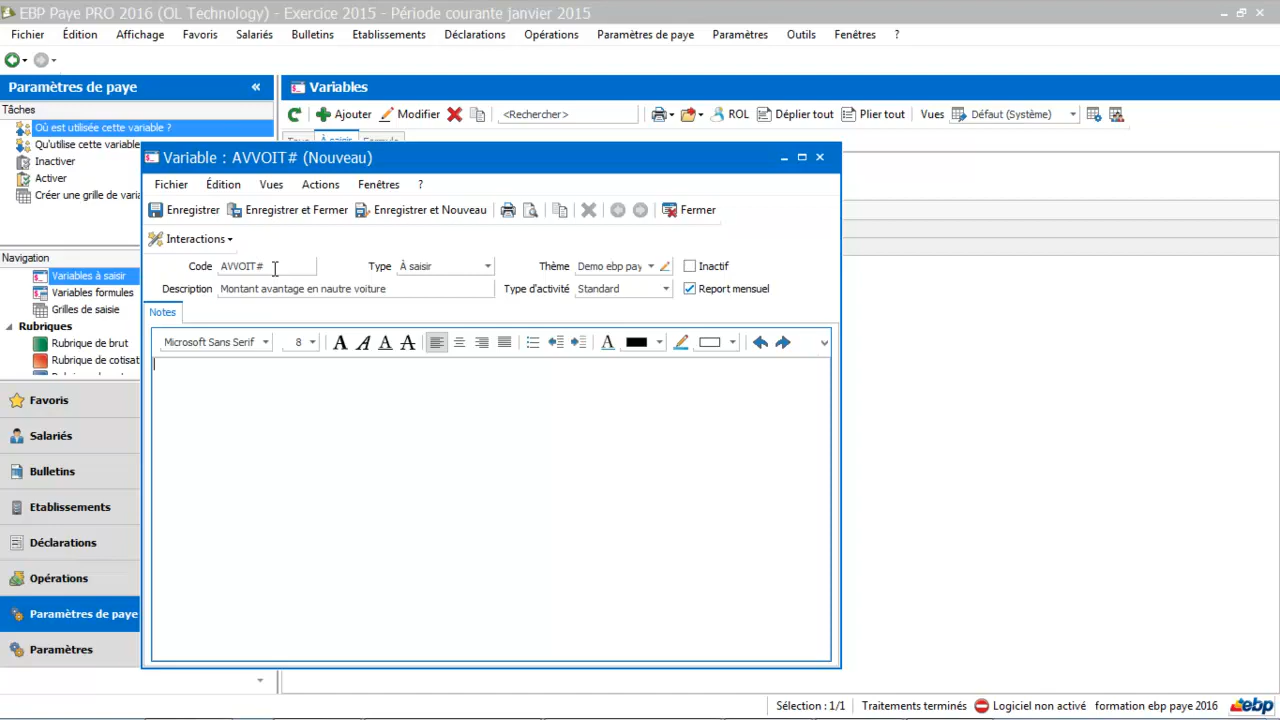 EBP Paye PRO 2016 (OL Technology) - Exercice 2015 - Période courante janvier 2015
Fichier Édition Affichage Favoris Salariés Bulletins Etablissements Déclarations Opérations Paramètres de paye Paramètres Outils Fenêtres ?
Paramètres de paye «
Variables
Tâches
Où est utilisée cette variable ?
Qu'utilise cette variable
Inactiver
Activer
Créer une grille de varia
Ajouter Modifier <Rechercher> ROL Déplier tout Plier tout Vues Défaut (Système)
Tous À saisir Formule
Variable : AVVOIT# (Nouveau)
Fichier Édition Vues Actions Fenêtres ?
Enregistrer Enregistrer et Fermer Enregistrer et Nouveau Fermer
Interactions
Code AVVOIT# Type À saisir Thème Demo ebp pay Inactif
Description Montant avantage en nautre voiture Type d'activité Standard Report mensuel
Notes
Microsoft Sans Serif 8 A A A A A
Navigation
Variables à saisir
Variables formules
Grilles de saisie
Rubriques
Rubrique de brut
Rubrique de cotisat
Favoris
Salariés
Bulletins
Etablissements
Déclarations
Opérations
Paramètres de paye
Paramètres
Sélection : 1/1 Traitements terminés Logiciel non activé formation ebp paye 2016 ebp